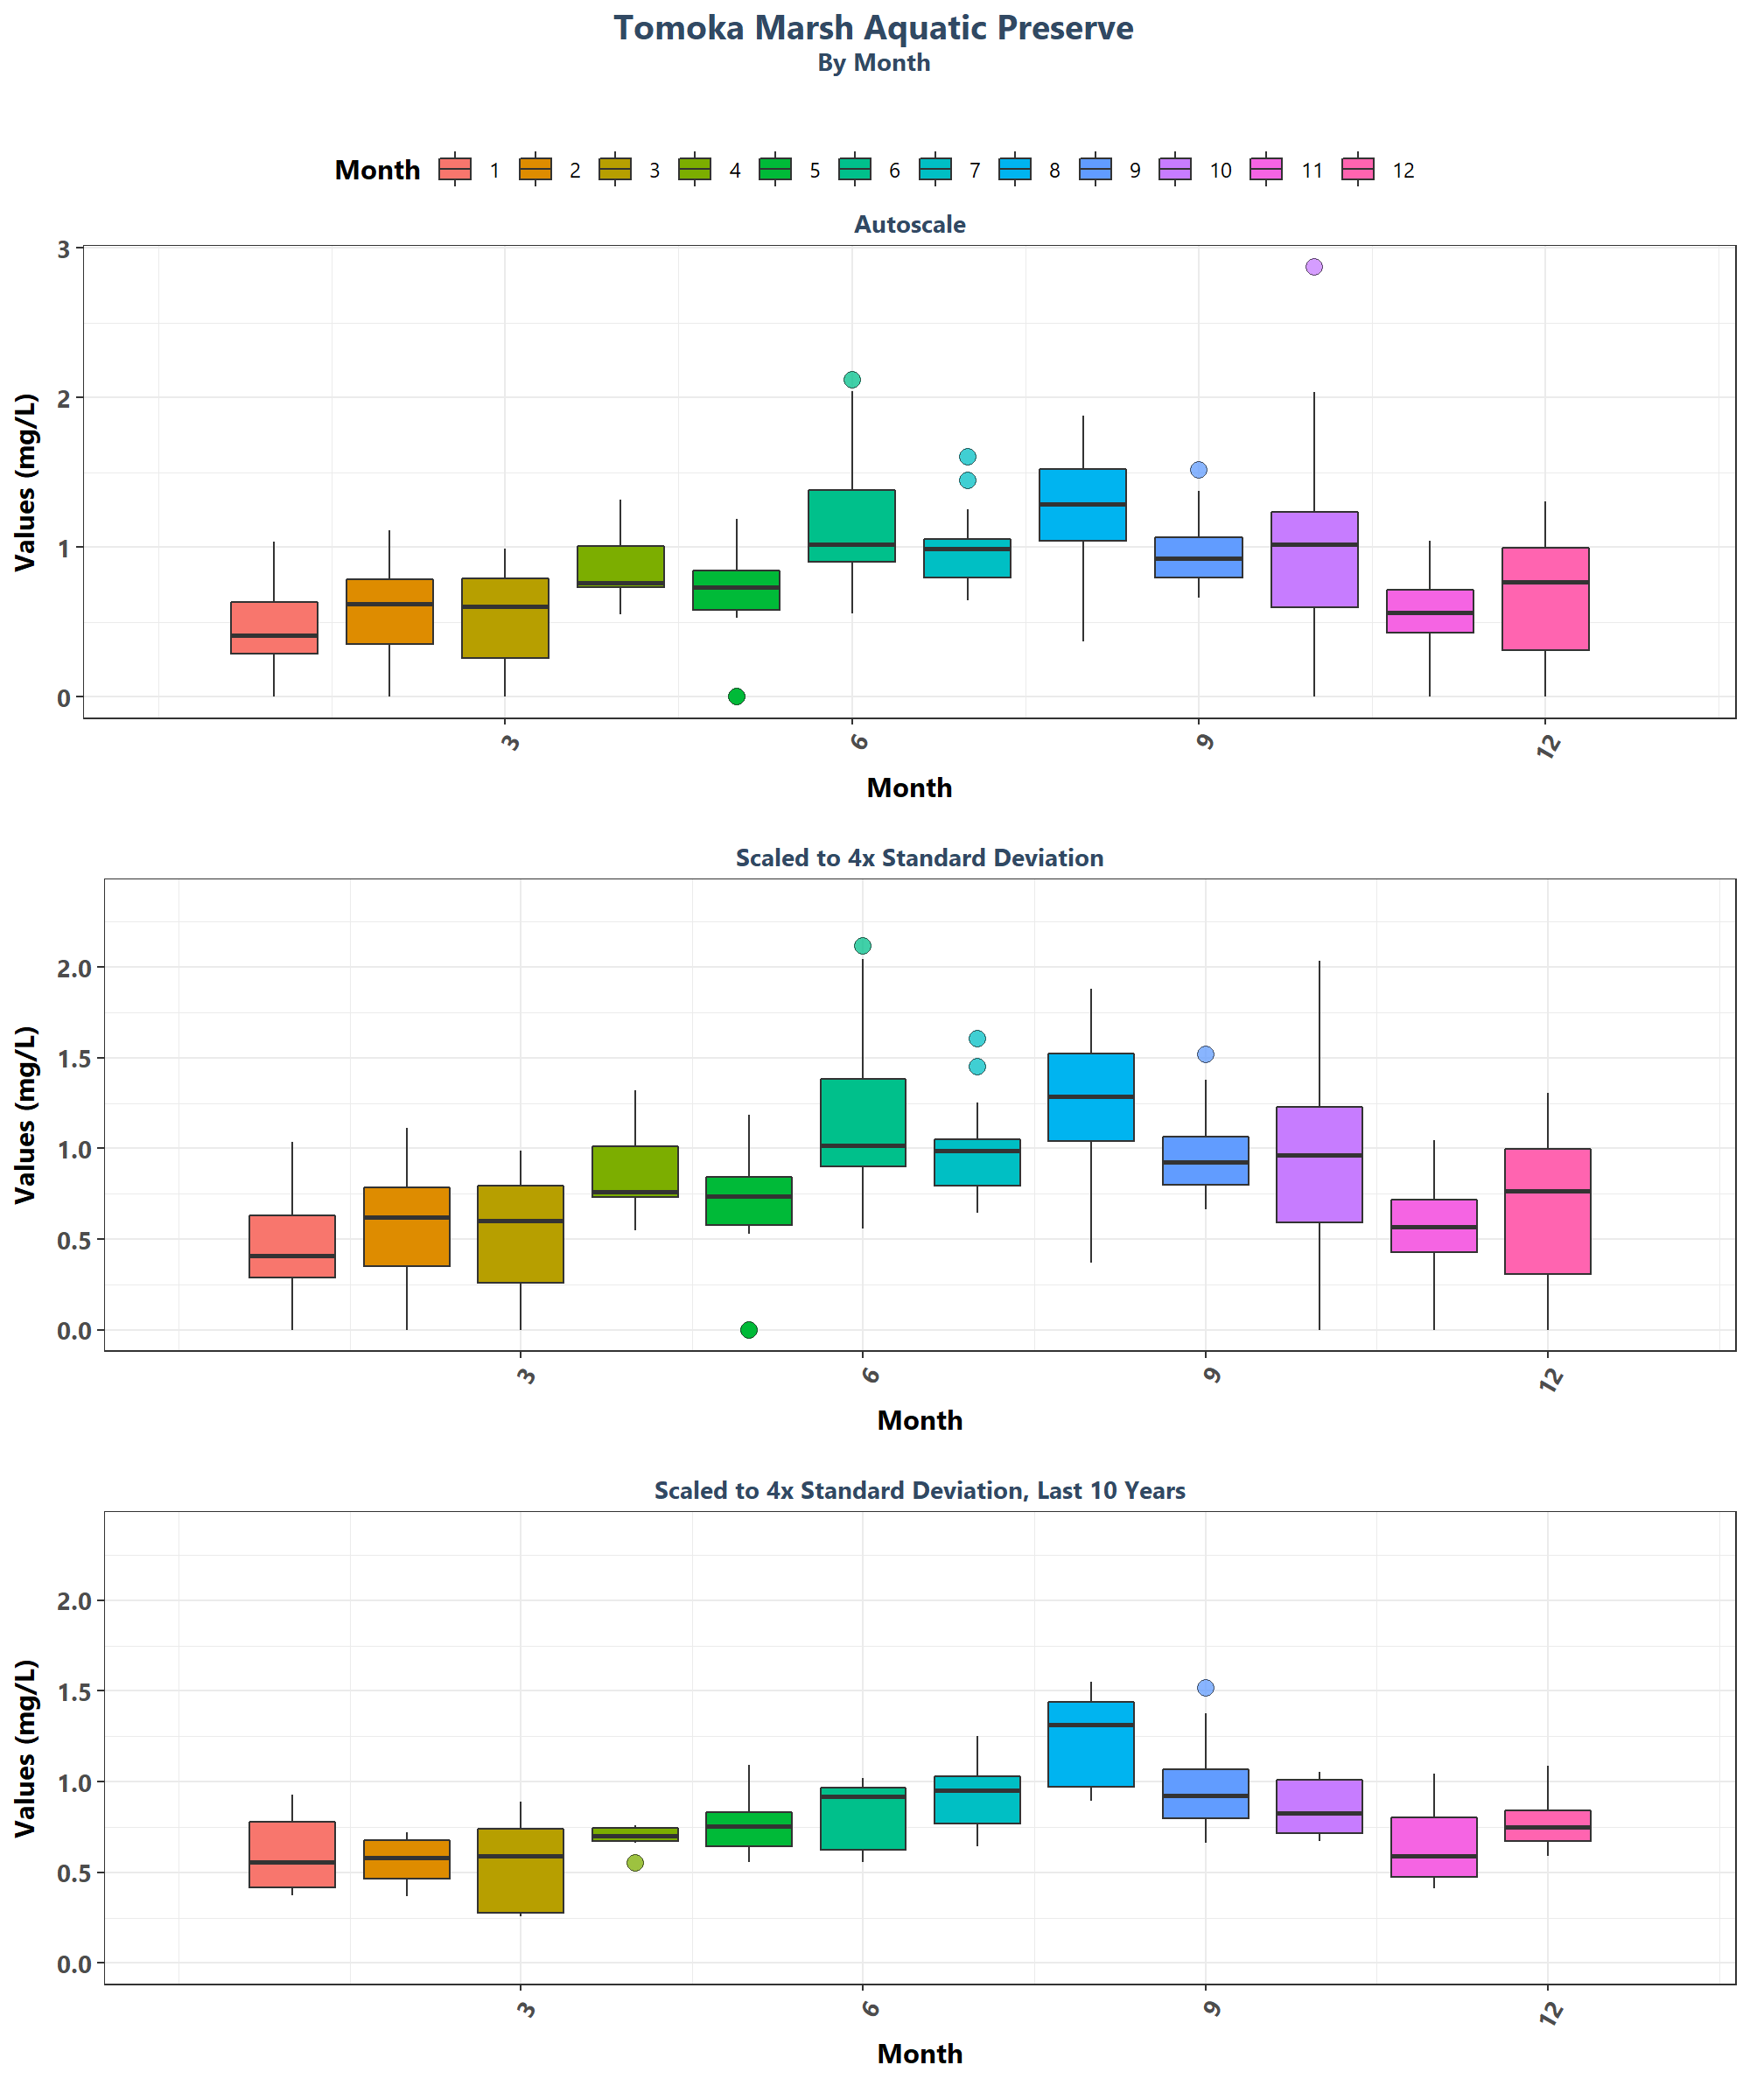 Tomoka Marsh Aquatic Preserve
By Month
Month 1 2 3 4 5 6 7 8 9 10 11 12
Autoscale
Values (mg/L)
3
2
1
0
3 6 9 12
Month
Scaled to 4x Standard Deviation
Values (mg/L)
2.0
1.5
1.0
0.5
0.0
3 6 9 12
Month
Scaled to 4x Standard Deviation, Last 10 Years
Values (mg/L)
2.0
1.5
1.0
0.5
0.0
3 6 9 12
Month